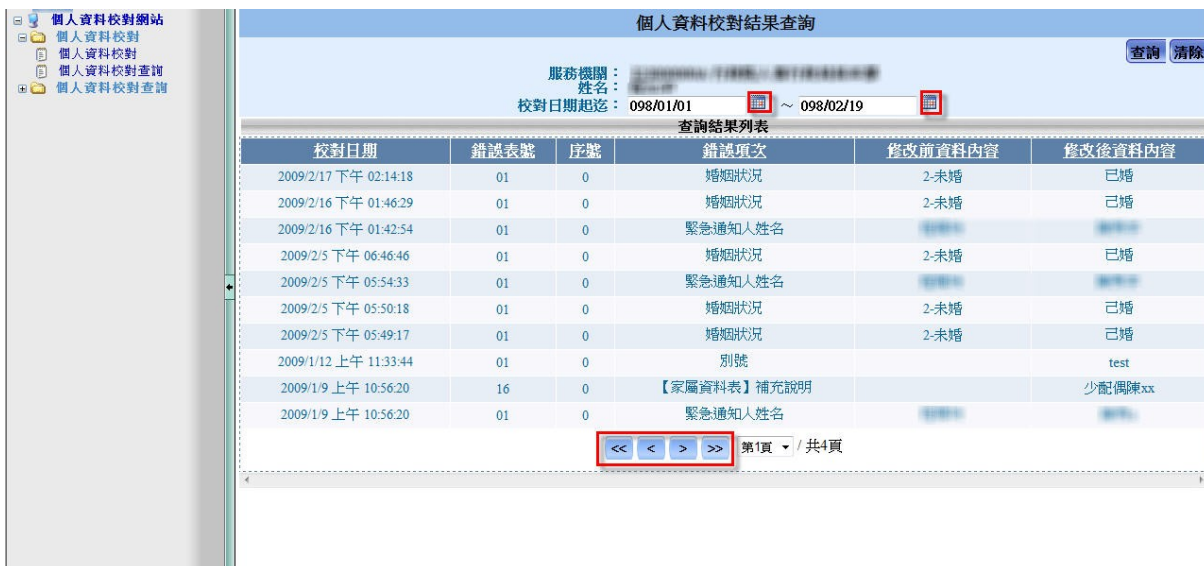 個人資料校對網站
個人資料校對
個人資料校對
個人資料校對查詢
個人資料校對查詢
個人資料校對結果查詢
查詢 清除
服務機關：
姓名：
校對日期起迄： 098/01/01 ～ 098/02/19
查詢結果列表
校對日期 錯誤表號 序號 錯誤項次 修改前資料內容 修改後資料內容
2009/2/17 下午 02:14:18 01 0 婚姻狀況 2-未婚 已婚
2009/2/16 下午 01:46:29 01 0 婚姻狀況 2-未婚 已婚
2009/2/16 下午 01:42:54 01 0 緊急通知人姓名
2009/2/5 下午 06:46:46 01 0 婚姻狀況 2-未婚 已婚
2009/2/5 下午 05:54:33 01 0 緊急通知人姓名
2009/2/5 下午 05:50:18 01 0 婚姻狀況 2-未婚 已婚
2009/2/5 下午 05:49:17 01 0 婚姻狀況 2-未婚 已婚
2009/1/12 上午 11:33:44 01 0 別號 test
2009/1/9 上午 10:56:20 16 0 【家屬資料表】補充說明 少配偶陳xx
2009/1/9 上午 10:56:20 01 0 緊急通知人姓名
<< < > >> 第1頁 / 共4頁